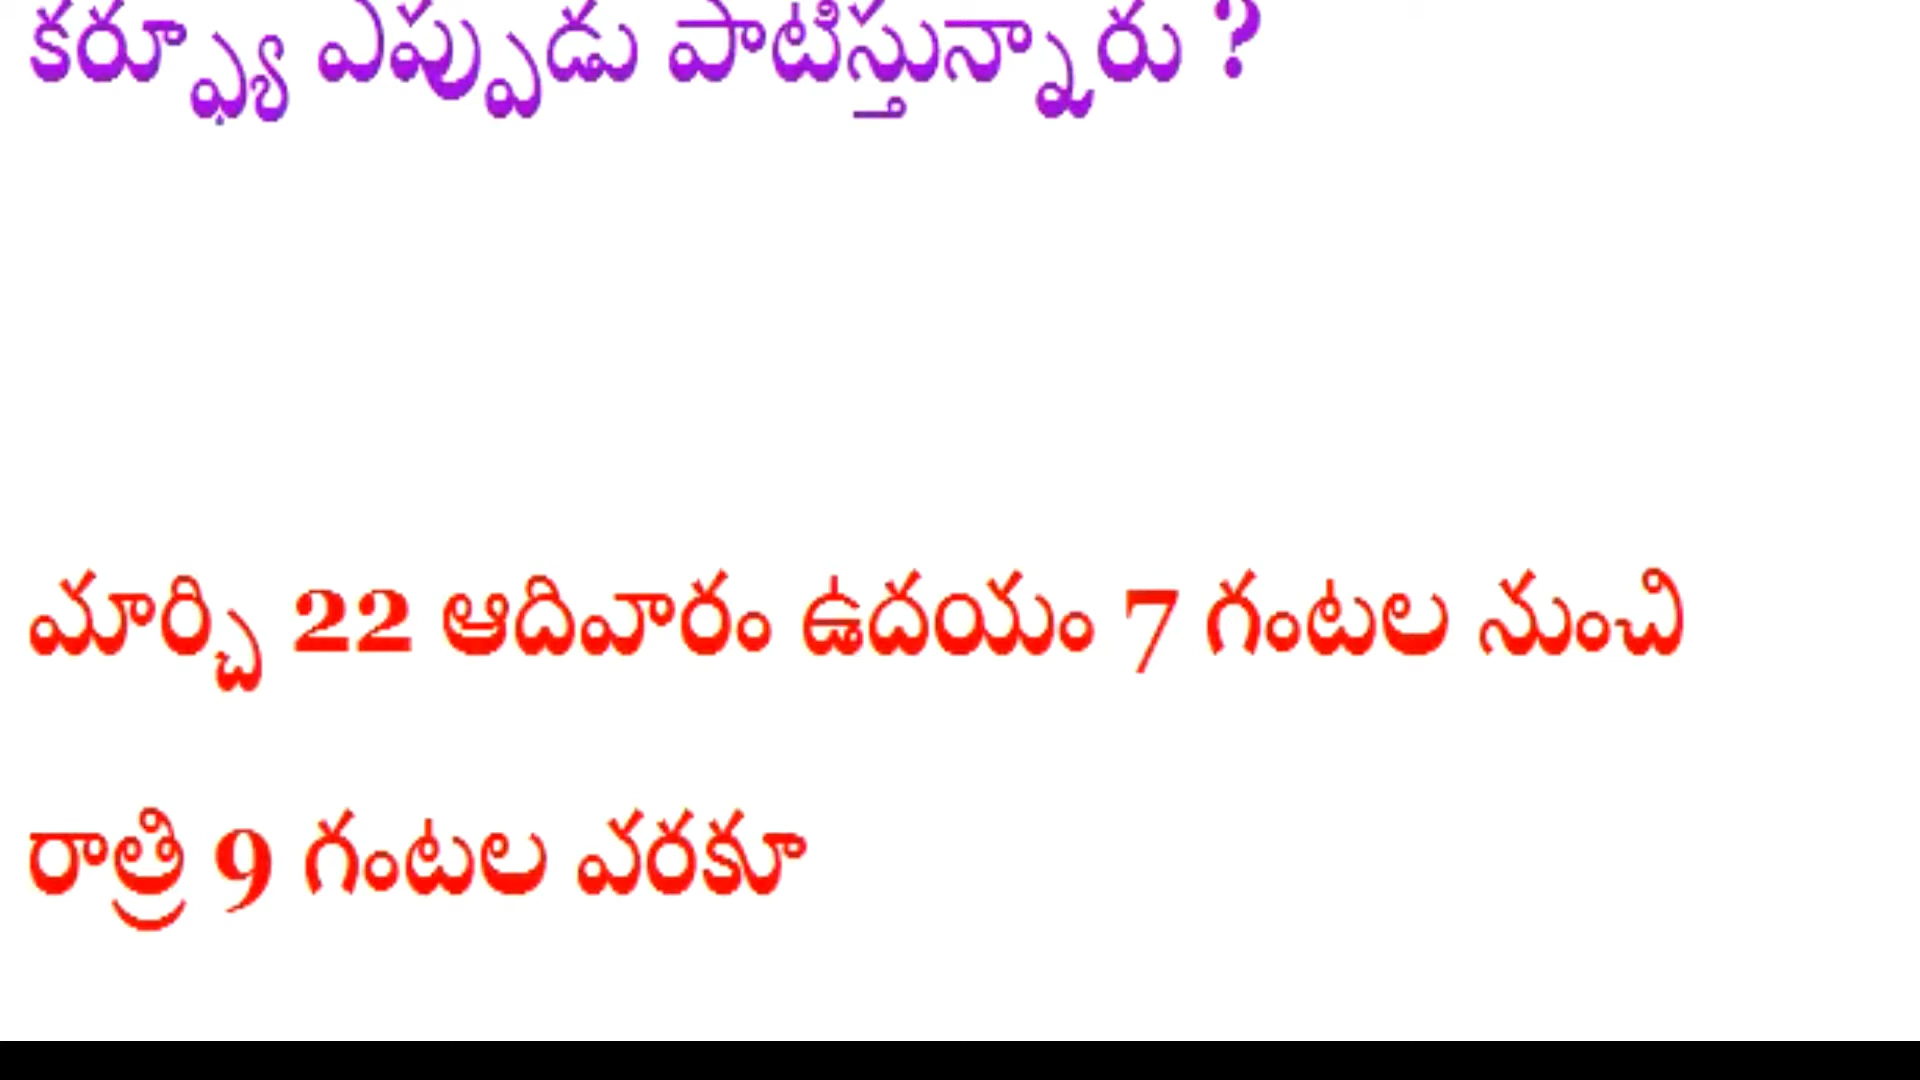 కర్ఫ్యూ ఎప్పుడు పాటిస్తున్నారు ?
మార్చి 22 ఆదివారం ఉదయం 7 గంటల నుంచి
రాత్రి 9 గంటల వరకూ